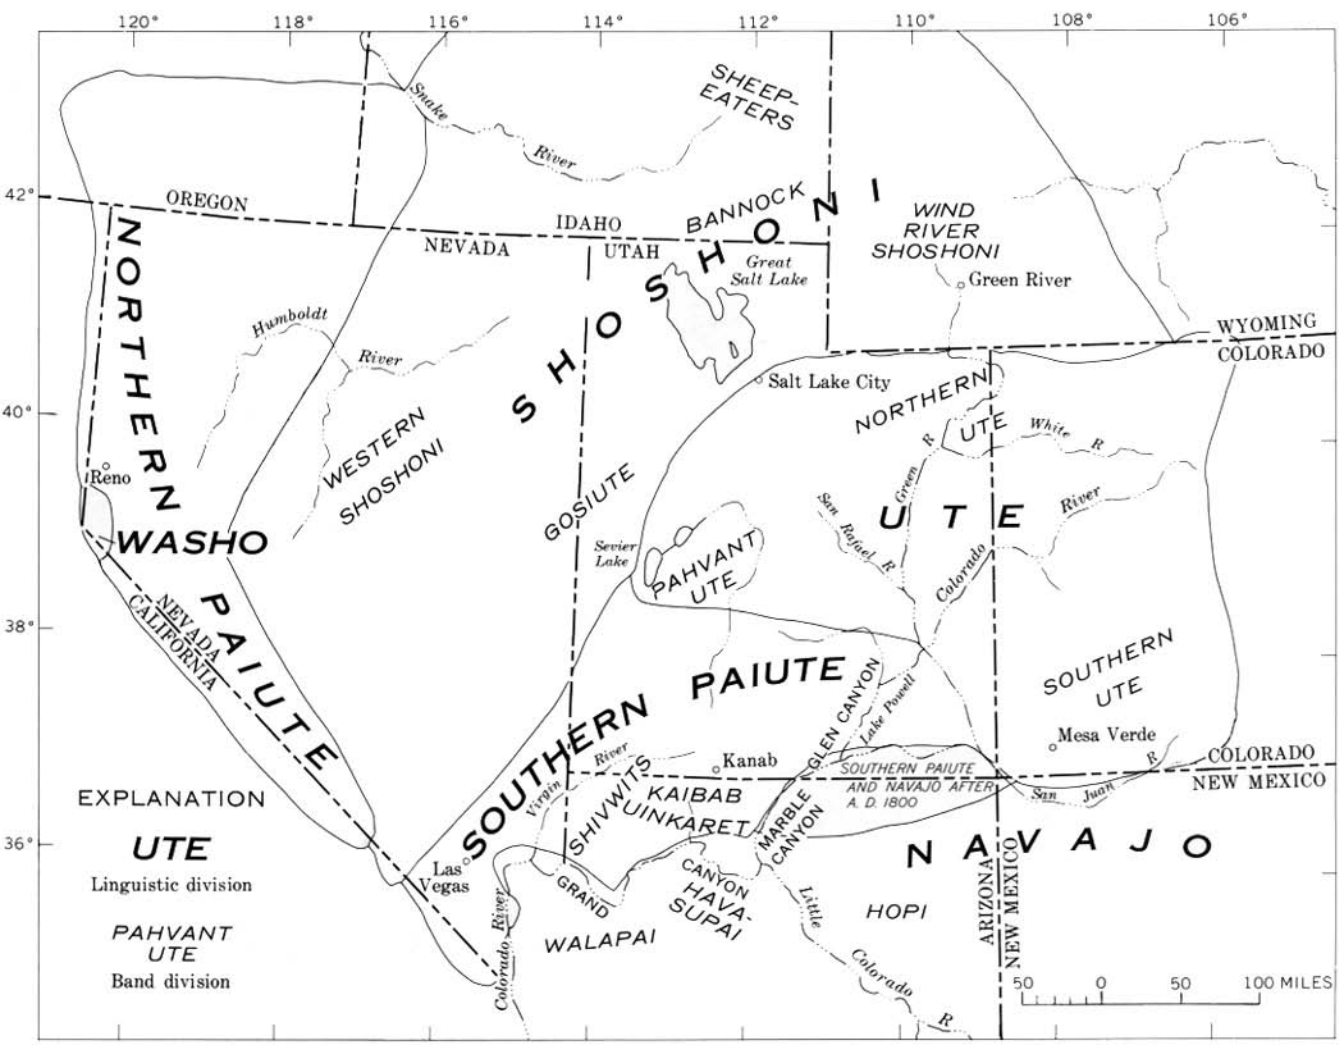 120° 118° 116° 114° 112° 110° 108° 106°
42°
40°
38°
36°
SHEEP-
EATERS
Snake
River
OREGON
IDAHO
NEVADA
UTAH
BANNOCK
SHOSHONI
WIND
RIVER
SHOSHONI
Great
Salt Lake
Green River
WYOMING
COLORADO
NORTHERN
PAIUTE
Humboldt
River
WESTERN
SHOSHONI
GOSIUTE
Salt Lake City
NORTHERN
UTE
White R
Green R
San Rafael R
UTE
Colorado
River
Reno
WASHO
NEVADA
CALIFORNIA
Sevier
Lake
PAHVANT
UTE
SOUTHERN PAIUTE
SOUTHERN
UTE
Mesa Verde
GLEN CANYON
Lake Powell
Virgin
River
Kanab
SHIVWITS
KAIBAB
UINKARET
MARBLE
CANYON
SOUTHERN PAIUTE
AND NAVAJO AFTER
A. D. 1800
San Juan R
COLORADO
NEW MEXICO
NAVAJO
Las
Vegas
GRAND
CANYON
HAVA-
SUPAI
WALAPAI
HOPI
Colorado River
Little
Colorado
R
ARIZONA
NEW MEXICO
EXPLANATION
UTE
Linguistic division
PAHVANT
UTE
Band division
50 0 50 100 MILES